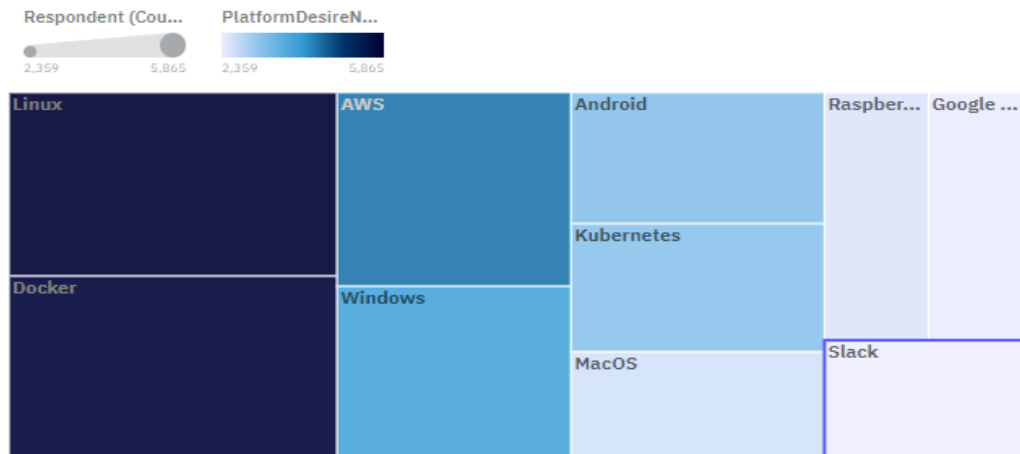 Respondent (Cou... PlatformDesireN...
2,359 5,865 2,359 5,865
Linux AWS Android Raspber... Google ...
Kubernetes
Docker Windows
Slack
MacOS